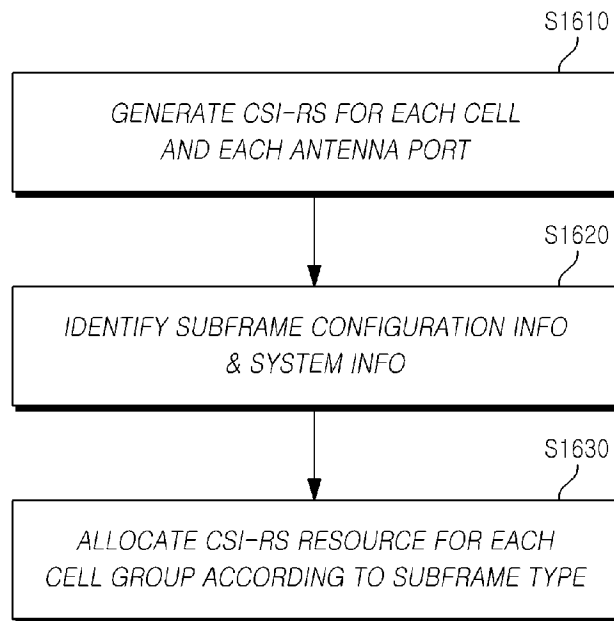 S1610
GENERATE CSI-RS FOR EACH CELL
AND EACH ANTENNA PORT
S1620
IDENTIFY SUBFRAME CONFIGURATION INFO
& SYSTEM INFO
S1630
ALLOCATE CSI-RS RESOURCE FOR EACH
CELL GROUP ACCORDING TO SUBFRAME TYPE